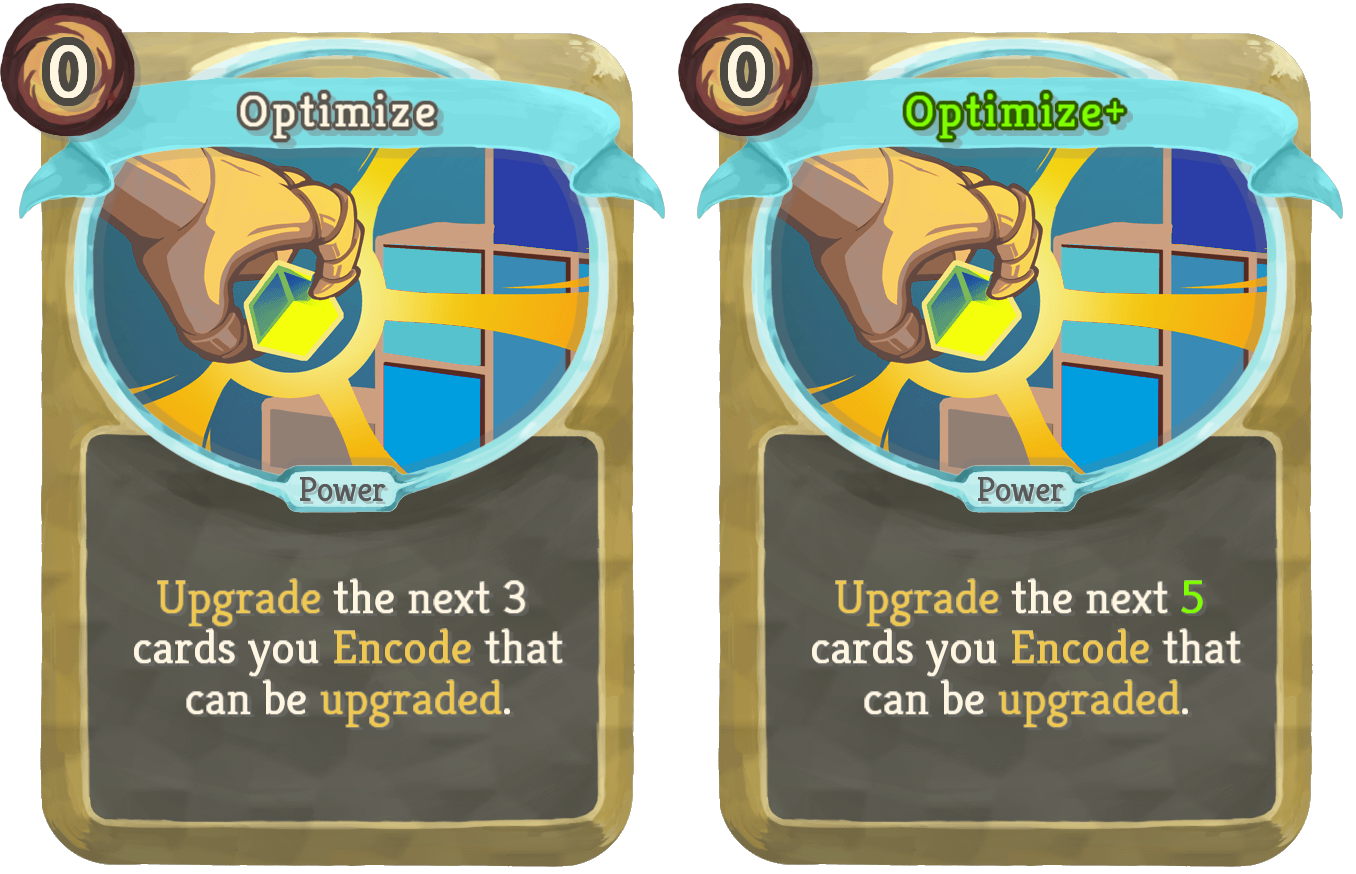 0
Optimize
Power
Upgrade the next 3
cards you Encode that
can be upgraded.
0
Optimize+
Power
Upgrade the next 5
cards you Encode that
can be upgraded.